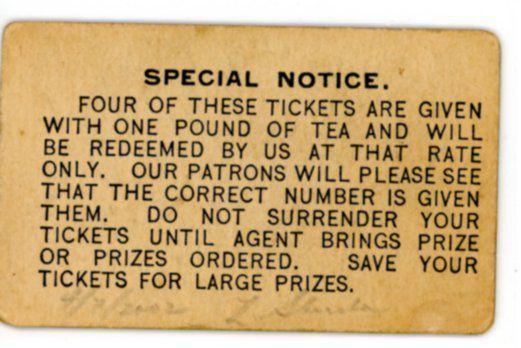 SPECIAL NOTICE.
FOUR OF THESE TICKETS ARE GIVEN
WITH ONE POUND OF TEA AND WILL
BE REDEEMED BY US AT THAT RATE
ONLY. OUR PATRONS WILL PLEASE SEE
THAT THE CORRECT NUMBER IS GIVEN
THEM. DO NOT SURRENDER YOUR
TICKETS UNTIL AGENT BRINGS PRIZE
OR PRIZES ORDERED. SAVE YOUR
TICKETS FOR LARGE PRIZES.